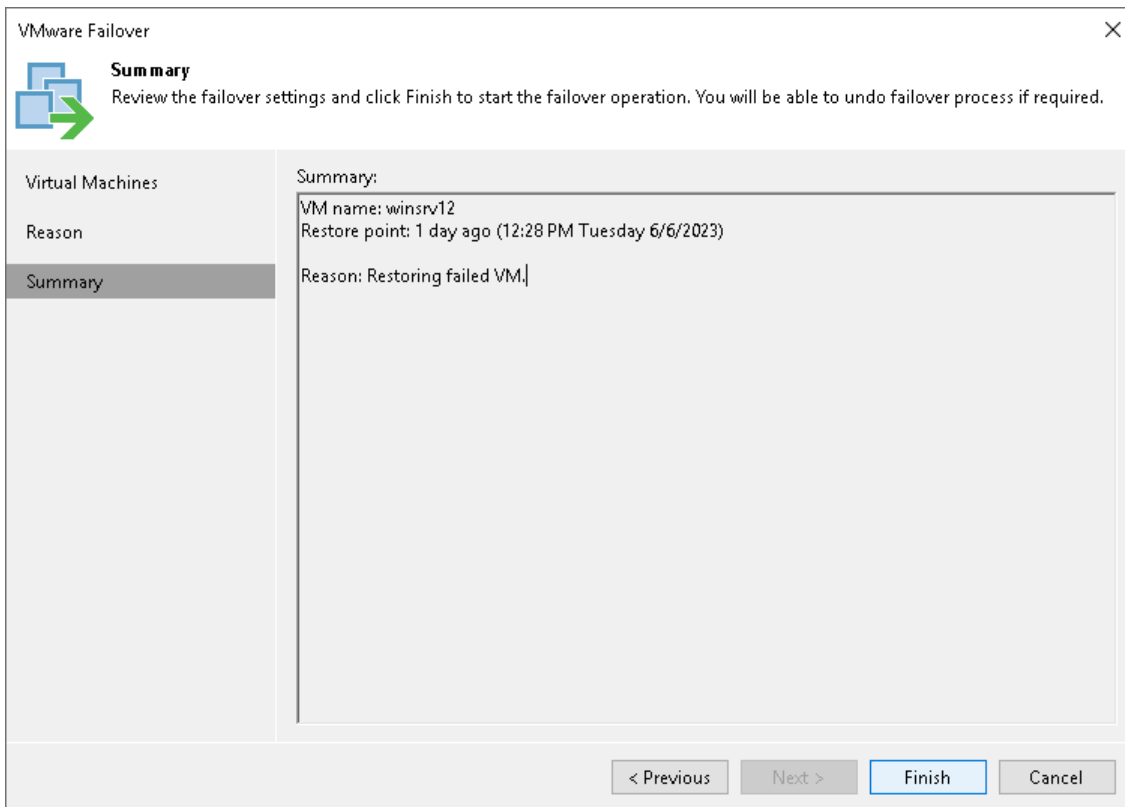 VMware Failover
Summary
Review the failover settings and click Finish to start the failover operation. You will be able to undo failover process if required.
Virtual Machines
Reason
Summary
Summary:
VM name: winsrv12
Restore point: 1 day ago (12:28 PM Tuesday 6/6/2023)
Reason: Restoring failed VM.
< Previous
Next >
Finish
Cancel